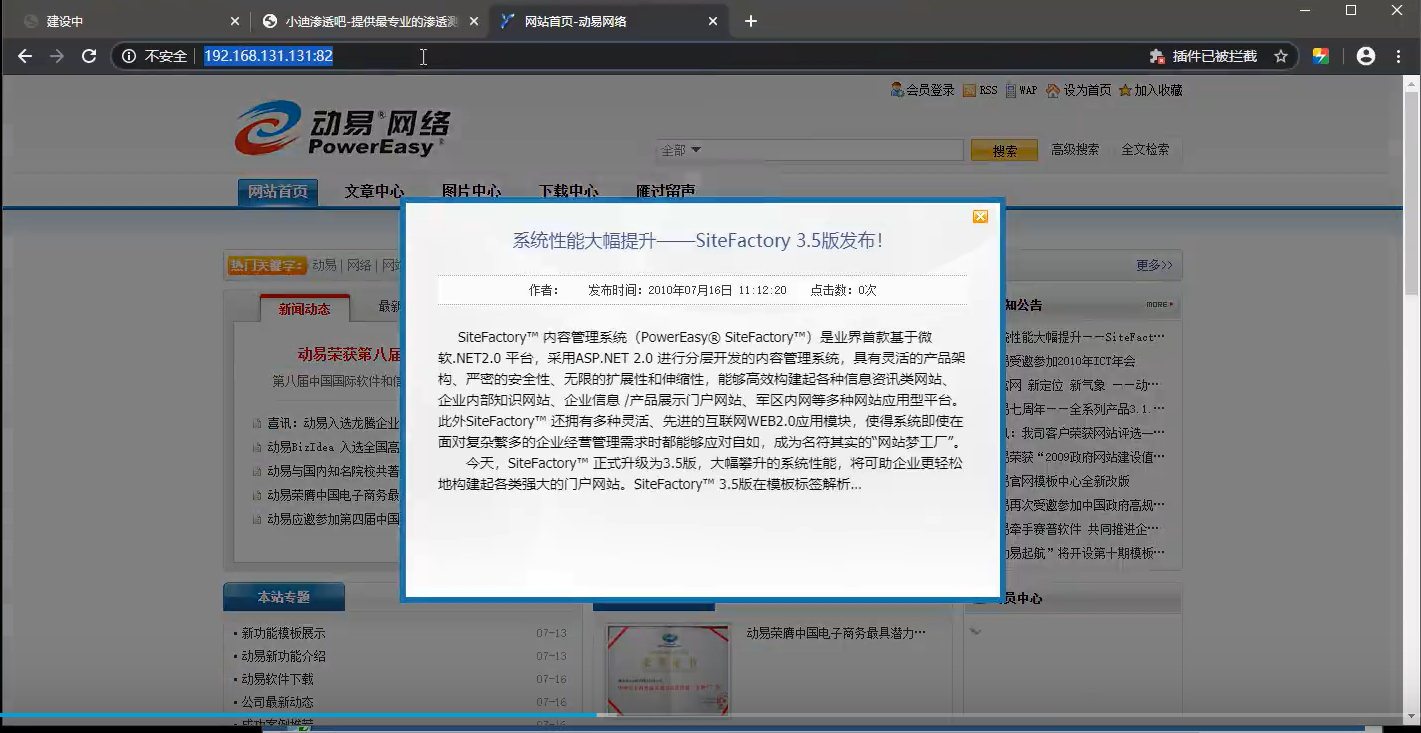 建设中
小迪渗透吧-提供最专业的渗透测
网站首页-动易网络
不安全
192.168.131.131:82
插件已被拦截
会员登录 RSS WAP 设为首页 加入收藏
动易®网络
PowerEasy
全部
搜索
高级搜索
全文检索
网站首页 文章中心 图片中心 下载中心 雁过留声
系统性能大幅提升——SiteFactory 3.5版发布！
作者： 发布时间：2010年07月16日 11:12:20 点击数：0次
SiteFactory™ 内容管理系统（PowerEasy® SiteFactory™）是业界首款基于微
软.NET2.0 平台，采用ASP.NET 2.0 进行分层开发的内容管理系统，具有灵活的产品架
构、严密的安全性、无限的扩展性和伸缩性，能够高效构建起各种信息资讯类网站、
企业内部知识网站、企业信息 /产品展示门户网站、军区内网等多种网站应用型平台。
此外SiteFactory™ 还拥有多种灵活、先进的互联网WEB2.0应用模块，使得系统即使在
面对复杂繁多的企业经营管理需求时都能够应对自如，成为名符其实的“网站梦工厂”。
今天，SiteFactory™ 正式升级为3.5版，大幅攀升的系统性能，将可助企业更轻松
地构建起各类强大的门户网站。SiteFactory™ 3.5版在模板标签解析...
热门关键字： 动易 | 网络 | 网
更多>>
新闻动态
最新
动易荣获第八届
第八届中国国际软件和信
喜讯：动易入选龙腾企业
动易BizIdea 入选全国高
动易与国内知名院校共著
动易荣膺中国电子商务最
动易应邀参加第四届中国
知公告
MORE
性能大幅提升——SiteFact…
受邀参加2010年ICT年会
网 新定位 新气象 ——动…
七周年——全系列产品3.1.…
：我司客户荣获网站评选—…
荣获“2009政府网站建设值…
官网模板中心全新改版
再次受邀参加中国政府高规…
牵手赛普软件 共同推进企…
易起航”将开设第十期模板…
本站专题
新功能模板展示 07-13
动易新功能介绍 07-13
动易软件下载 07-16
公司最新动态 07-16
成功案例推荐 07-16
动易荣膺中国电子商务最具潜力…
员中心